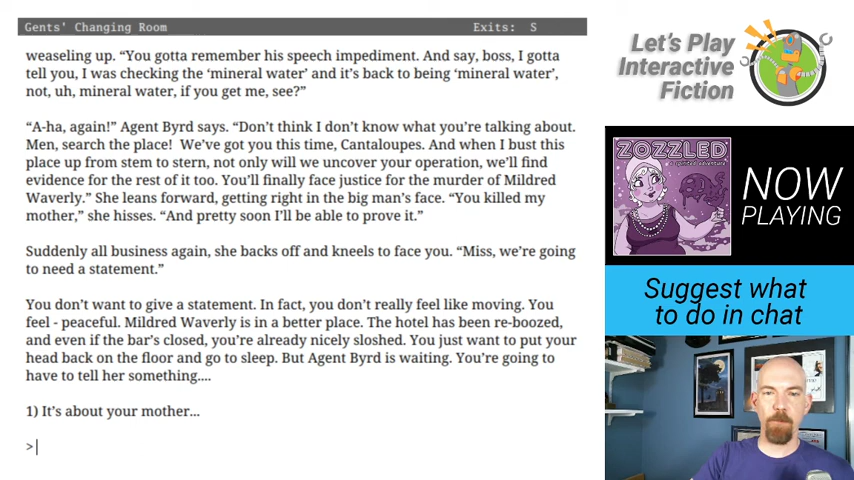 Gents' Changing Room Exits: S
weaseling up. “You gotta remember his speech impediment. And say, boss, I gotta
tell you, I was checking the ‘mineral water’ and it’s back to being ‘mineral water’,
not, uh, mineral water, if you get me, see?”
“A-ha, again!” Agent Byrd says. “Don’t think I don’t know what you’re talking about.
Men, search the place! We’ve got you this time, Cantaloupes. And when I bust this
place up from stem to stern, not only will we uncover your operation, we’ll find
evidence for the rest of it too. You’ll finally face justice for the murder of Mildred
Waverly.” She leans forward, getting right in the big man’s face. “You killed my
mother,” she hisses. “And pretty soon I’ll be able to prove it.”
Suddenly all business again, she backs off and kneels to face you. “Miss, we’re going
to need a statement.”
You don’t want to give a statement. In fact, you don’t really feel like moving. You
feel - peaceful. Mildred Waverly is in a better place. The hotel has been re-boozed,
and even if the bar’s closed, you’re already nicely sloshed. You just want to put your
head back on the floor and go to sleep. But Agent Byrd is waiting. You’re going to
have to tell her something....
1) It’s about your mother...
>
Let’s Play
Interactive
Fiction
ZOZZLED
a spirited adventure
NOW
PLAYING
Suggest what
to do in chat